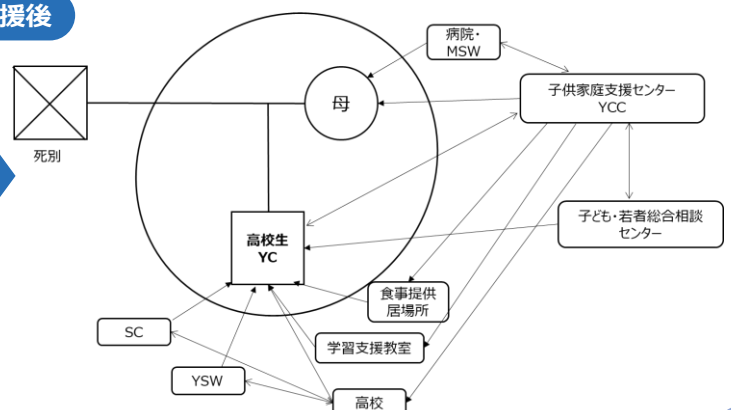 援後
病院・
MSW
母
子供家庭支援センター
YCC
死別
高校生
YC
子ども・若者総合相談
センター
食事提供
居場所
SC
学習支援教室
YSW
高校